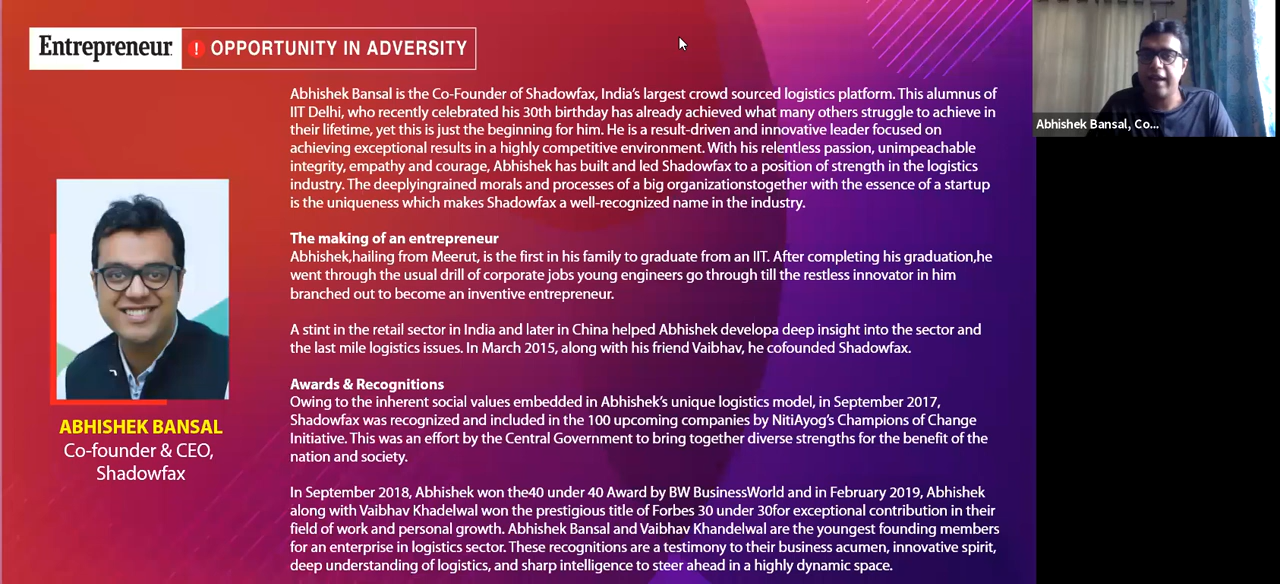 Entrepreneur
! OPPORTUNITY IN ADVERSITY
Abhishek Bansal is the Co-Founder of Shadowfax, India's largest crowd sourced logistics platform. This alumnus of
IIT Delhi, who recently celebrated his 30th birthday has already achieved what many others struggle to achieve in
their lifetime, yet this is just the beginning for him. He is a result-driven and innovative leader focused on
achieving exceptional results in a highly competitive environment. With his relentless passion, unimpeachable
integrity, empathy and courage, Abhishek has built and led Shadowfax to a position of strength in the logistics
industry. The deeplyingrained morals and processes of a big organizationstogether with the essence of a startup
is the uniqueness which makes Shadowfax a well-recognized name in the industry.
The making of an entrepreneur
Abhishek,hailing from Meerut, is the first in his family to graduate from an IIT. After completing his graduation,he
went through the usual drill of corporate jobs young engineers go through till the restless innovator in him
branched out to become an inventive entrepreneur.
A stint in the retail sector in India and later in China helped Abhishek developa deep insight into the sector and
the last mile logistics issues. In March 2015, along with his friend Vaibhav, he cofounded Shadowfax.
Awards & Recognitions
Owing to the inherent social values embedded in Abhishek's unique logistics model, in September 2017,
Shadowfax was recognized and included in the 100 upcoming companies by NitiAyog's Champions of Change
Initiative. This was an effort by the Central Government to bring together diverse strengths for the benefit of the
nation and society.
In September 2018, Abhishek won the40 under 40 Award by BW BusinessWorld and in February 2019, Abhishek
along with Vaibhav Khadelwal won the prestigious title of Forbes 30 under 30for exceptional contribution in their
field of work and personal growth. Abhishek Bansal and Vaibhav Khandelwal are the youngest founding members
for an enterprise in logistics sector. These recognitions are a testimony to their business acumen, innovative spirit,
deep understanding of logistics, and sharp intelligence to steer ahead in a highly dynamic space.
ABHISHEK BANSAL
Co-founder & CEO,
Shadowfax
Abhishek Bansal, Co...